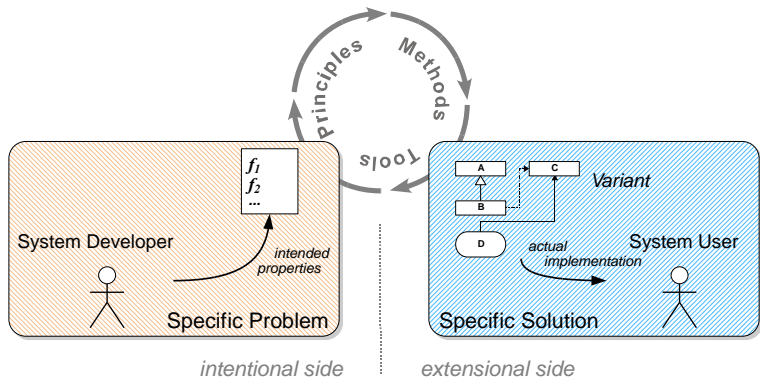 Principles
Methods
Tools
f1
f2
...
System Developer
intended
properties
Specific Problem
A
C
B
D
Variant
actual
implementation
System User
Specific Solution
intentional side
extensional side